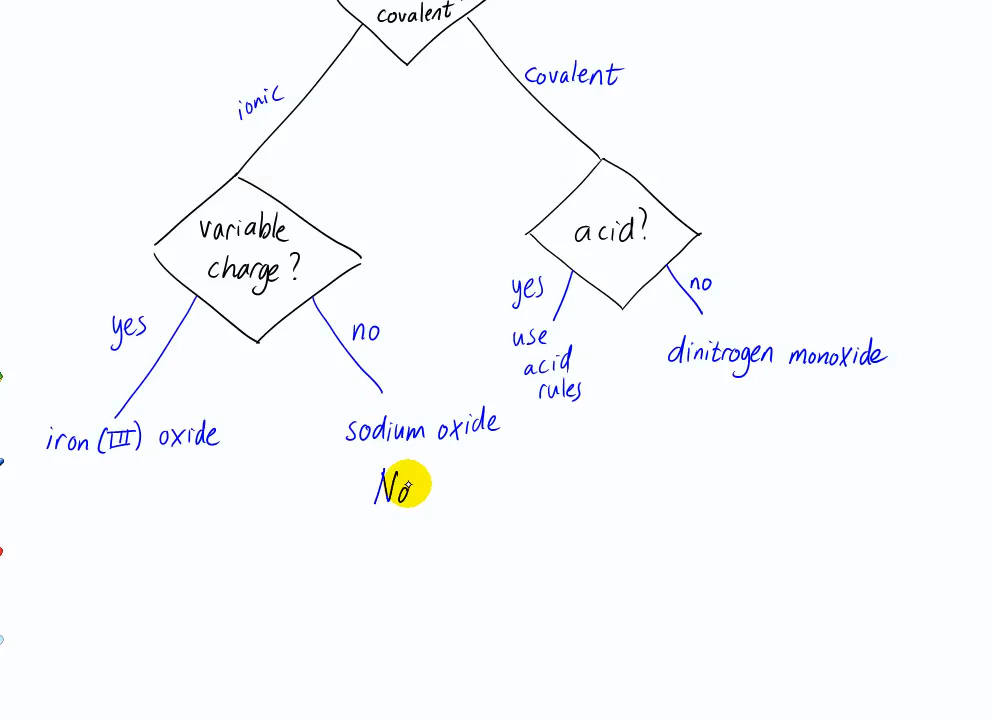 covalent
ionic
covalent
variable
charge?
acid?
yes
no
yes
no
use
acid
rules
dinitrogen monoxide
iron (III) oxide
sodium oxide
Na